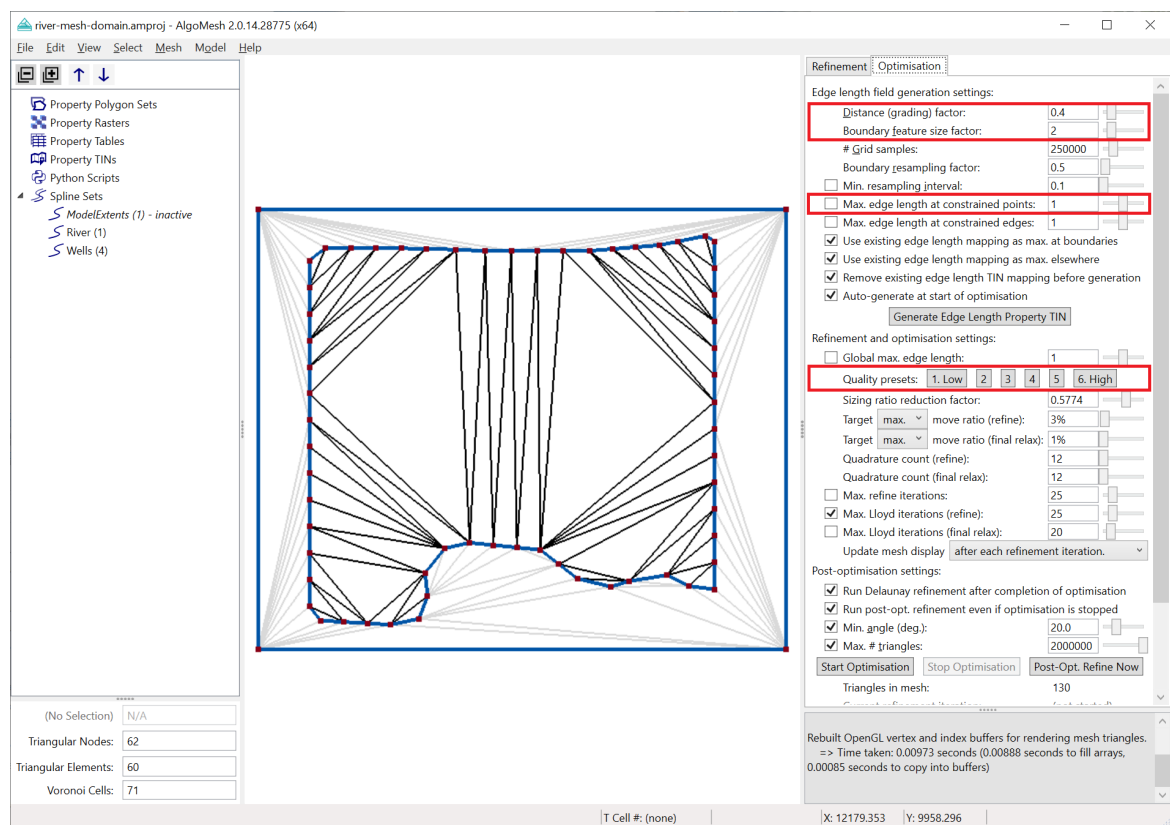 river-mesh-domain.amproj - AlgoMesh 2.0.14.28775 (x64)
File Edit View Select Mesh Model Help
Property Polygon Sets
Property Rasters
Property Tables
Property TINs
Python Scripts
Spline Sets
ModelExtents (1) - inactive
River (1)
Wells (4)
(No Selection) N/A
Triangular Nodes: 62
Triangular Elements: 60
Voronoi Cells: 71
Refinement Optimisation
Edge length field generation settings:
Distance (grading) factor: 0.4
Boundary feature size factor: 2
# Grid samples: 250000
Boundary resampling factor: 0.5
Min. resampling interval: 0.1
Max. edge length at constrained points: 1
Max. edge length at constrained edges: 1
Use existing edge length mapping as max. at boundaries
Use existing edge length mapping as max. elsewhere
Remove existing edge length TIN mapping before generation
Auto-generate at start of optimisation
Generate Edge Length Property TIN
Refinement and optimisation settings:
Global max. edge length: 1
Quality presets: 1. Low 2 3 4 5 6. High
Sizing ratio reduction factor: 0.5774
Target max. move ratio (refine): 3%
Target max. move ratio (final relax): 1%
Quadrature count (refine): 12
Quadrature count (final relax): 12
Max. refine iterations: 25
Max. Lloyd iterations (refine): 25
Max. Lloyd iterations (final relax): 20
Update mesh display after each refinement iteration.
Post-optimisation settings:
Run Delaunay refinement after completion of optimisation
Run post-opt. refinement even if optimisation is stopped
Min. angle (deg.): 20.0
Max. # triangles: 2000000
Start Optimisation Stop Optimisation Post-Opt. Refine Now
Triangles in mesh: 130
Rebuilt OpenGL vertex and index buffers for rendering mesh triangles.
=> Time taken: 0.00973 seconds (0.00888 seconds to fill arrays,
0.00085 seconds to copy into buffers)
T Cell #: (none) X: 12179.353 Y: 9958.296